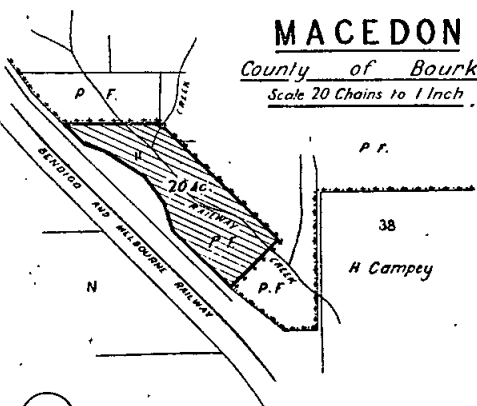 MACEDON
County of Bourk
Scale 20 Chains to 1 Inch
P. F.
CREEK
P. F.
H
20 AC.
RAILWAY
P. F.
CREEK
P. F
38
H Campey
BENDIGO AND MELBOURNE RAILWAY
N